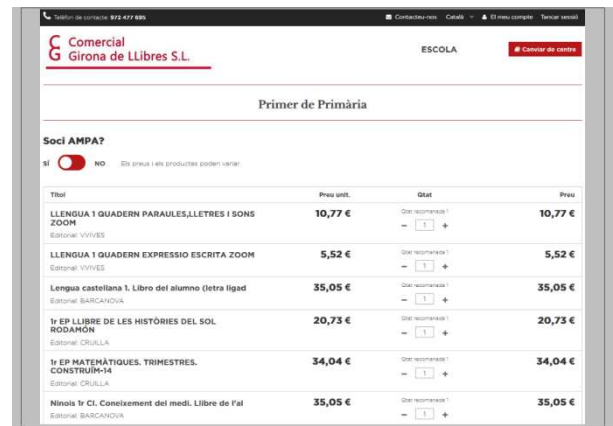 Telèfon de contacte: 972 477 695
Contacteu-nos Català El meu compte Tancar sessió
CG Comercial
Girona de LLibres S.L.
ESCOLA
Canviar de centre
Primer de Primària
Soci AMPA?
SÍ NO Els preus i els productes poden variar.
Títol Preu unit. Qtat Preu
LLENGUA 1 QUADERN PARAULES,LLETRES I SONS
ZOOM
Editorial: VIVIVES
10,77 € Qtat recomanada 1 - 1 + 10,77 €
LLENGUA 1 QUADERN EXPRESSIO ESCRITA ZOOM
Editorial: VIVIVES
5,52 € Qtat recomanada 1 - 1 + 5,52 €
Lengua castellana 1. Libro del alumno (letra ligad
Editorial: BARCANOVA
35,05 € Qtat recomanada 1 - 1 + 35,05 €
1r EP LLIBRE DE LES HISTÒRIES DEL SOL
RODAMÓN
Editorial: CRUILLA
20,73 € Qtat recomanada 1 - 1 + 20,73 €
1r EP MATEMÀTIQUES. TRIMESTRES.
CONSTRUÏM-14
Editorial: CRUILLA
34,04 € Qtat recomanada 1 - 1 + 34,04 €
Ninois 1r CI. Coneixement del medi. Llibre de l'al
Editorial: BARCANOVA
35,05 € Qtat recomanada 1 - 1 + 35,05 €